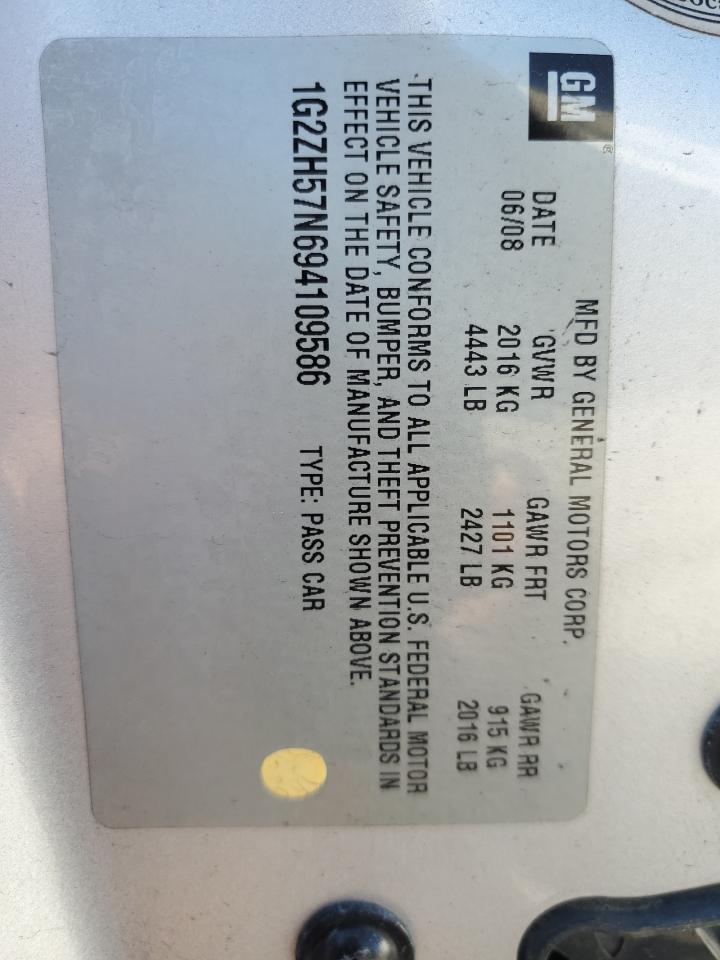 GM
MFD BY GENERAL MOTORS CORP.
DATE GVWR GAWR FRT GAWR RR
06/08 2016 KG 1101 KG 915 KG
4443 LB 2427 LB 2016 LB
THIS VEHICLE CONFORMS TO ALL APPLICABLE U.S. FEDERAL MOTOR
VEHICLE SAFETY, BUMPER, AND THEFT PREVENTION STANDARDS IN
EFFECT ON THE DATE OF MANUFACTURE SHOWN ABOVE.
1G2ZH57N694109586 TYPE: PASS CAR